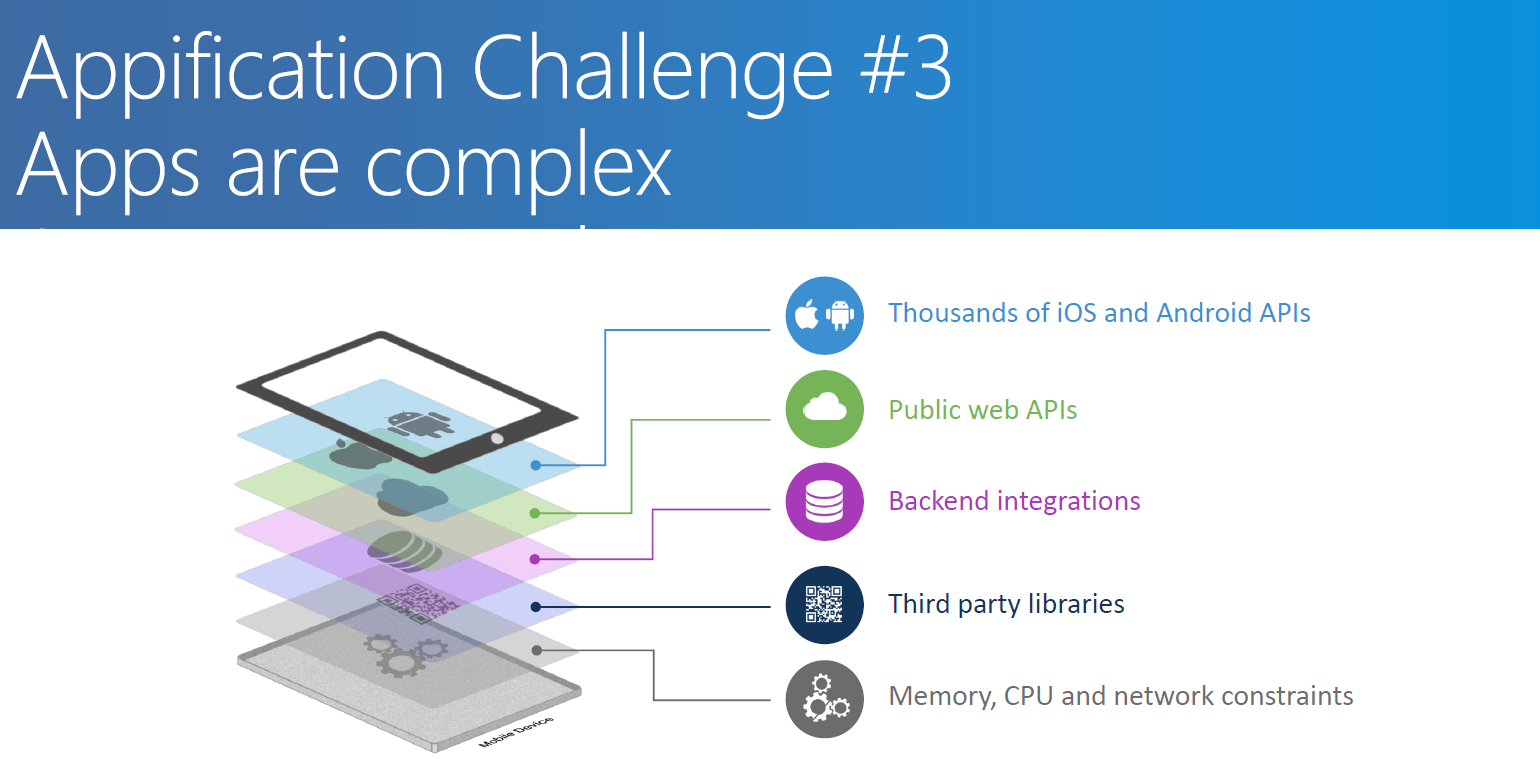 Appification Challenge #3
Apps are complex
Thousands of iOS and Android APIs
Public web APIs
Backend integrations
Third party libraries
Memory, CPU and network constraints
Mobile Device